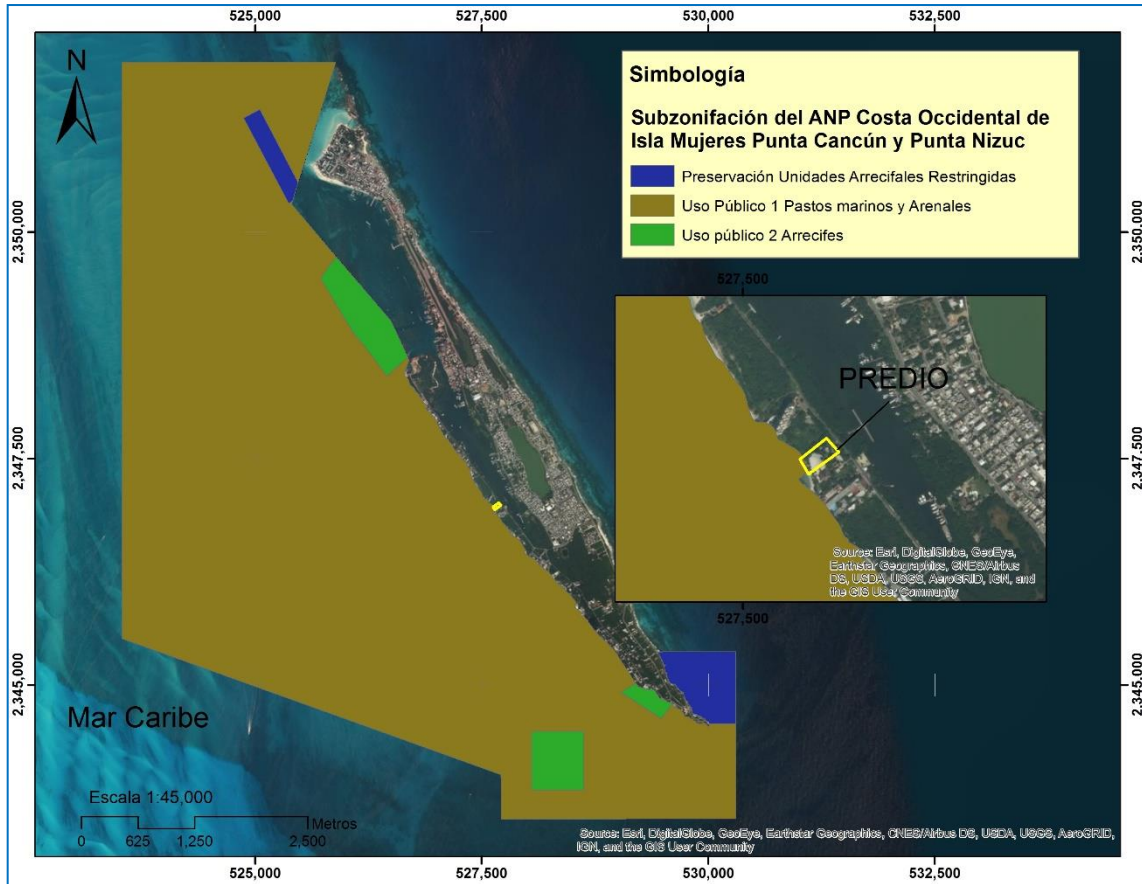 525,000
527,500
530,000
532,500
N
Simbología
Subzonifación del ANP Costa Occidental de
Isla Mujeres Punta Cancún y Punta Nizuc
Preservación Unidades Arrecifales Restringidas
Uso Público 1 Pastos marinos y Arenales
Uso público 2 Arrecifes
2,350,000
2,350,000
527,500
PREDIO
2,347,500
2,347,500
Source: Esri, DigitalGlobe, GeoEye,
Earthstar Geographics, CNES/Airbus
DS, USDA, USGS, AeroGRID, IGN, and
the GIS User Community
527,500
2,345,000
2,345,000
Mar Caribe
Escala 1:45,000
Metros
0 625 1,250 2,500
Source: Esri, DigitalGlobe, GeoEye, Earthstar Geographics, CNES/Airbus DS, USDA, USGS, AeroGRID,
IGN, and the GIS User Community
525,000
527,500
530,000
532,500